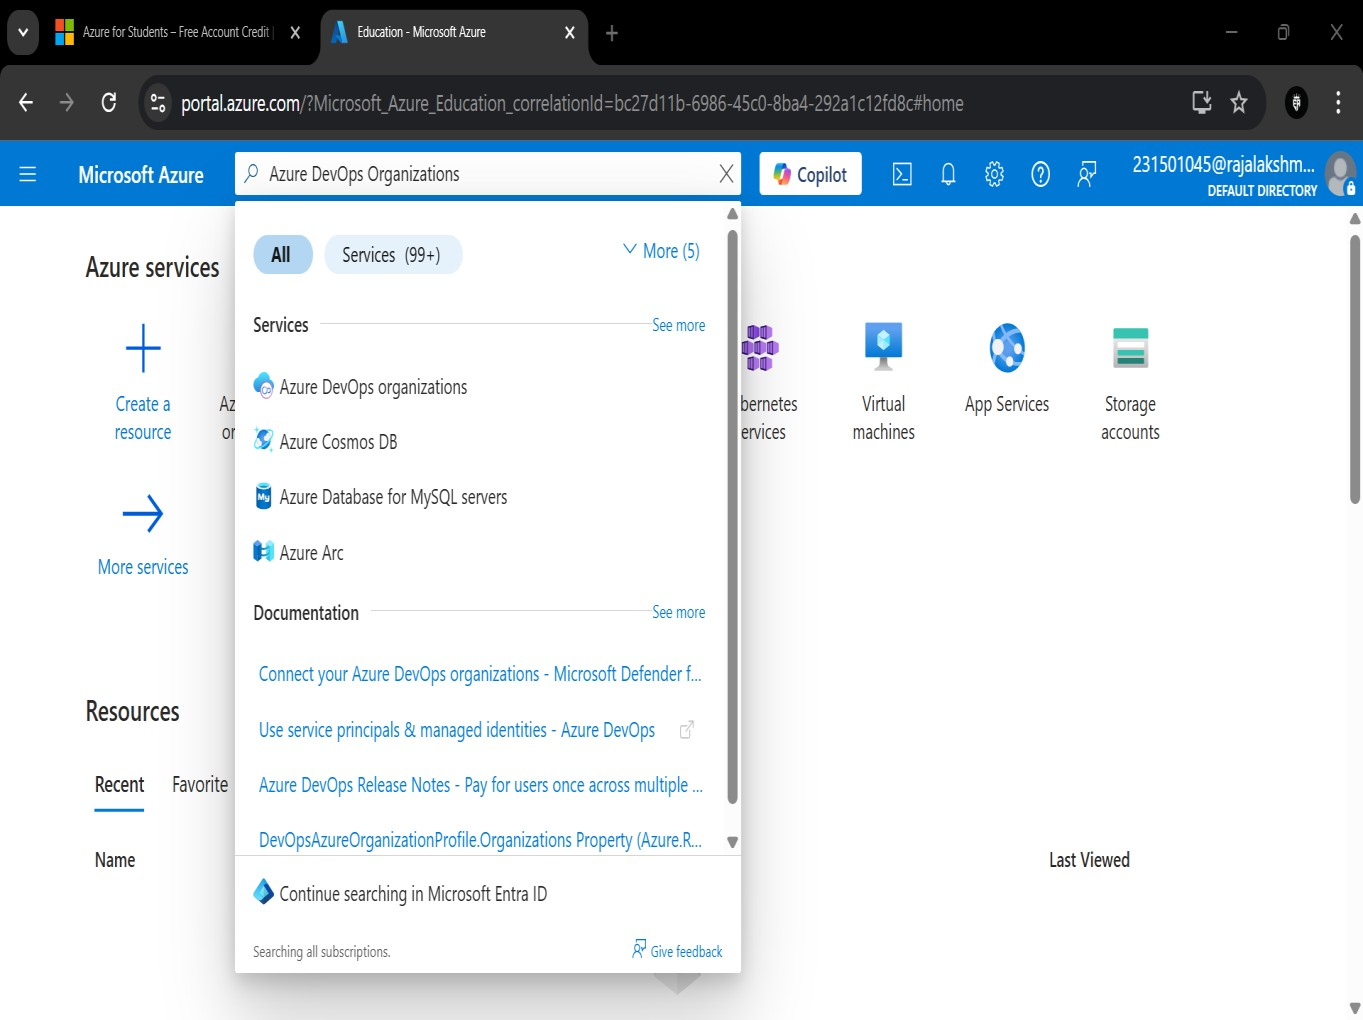 Azure for Students – Free Account Credit
Education - Microsoft Azure
portal.azure.com/?Microsoft_Azure_Education_correlationId=bc27d11b-6986-45c0-8ba4-292a1c12fd8c#home
Microsoft Azure
Azure DevOps Organizations
Copilot
231501045@rajalakshm...
DEFAULT DIRECTORY
All
Services (99+)
More (5)
Azure services
Services
See more
Azure DevOps organizations
Create a
resource
Az
or
bernetes
ervices
Virtual
machines
App Services
Storage
accounts
Azure Cosmos DB
Azure Database for MySQL servers
Azure Arc
More services
Documentation
See more
Connect your Azure DevOps organizations - Microsoft Defender f...
Use service principals & managed identities - Azure DevOps
Azure DevOps Release Notes - Pay for users once across multiple ...
DevOpsAzureOrganizationProfile.Organizations Property (Azure.R...
Resources
Recent
Favorite
Name
Last Viewed
Continue searching in Microsoft Entra ID
Searching all subscriptions.
Give feedback